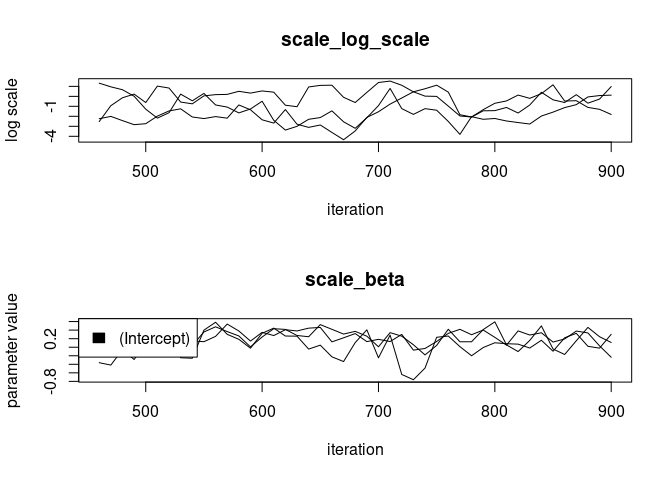 scale_log_scale
log scale
-1
-4
500 600 700 800 900
iteration
scale_beta
parameter value
0.2
-0.8
(Intercept)
500 600 700 800 900
iteration